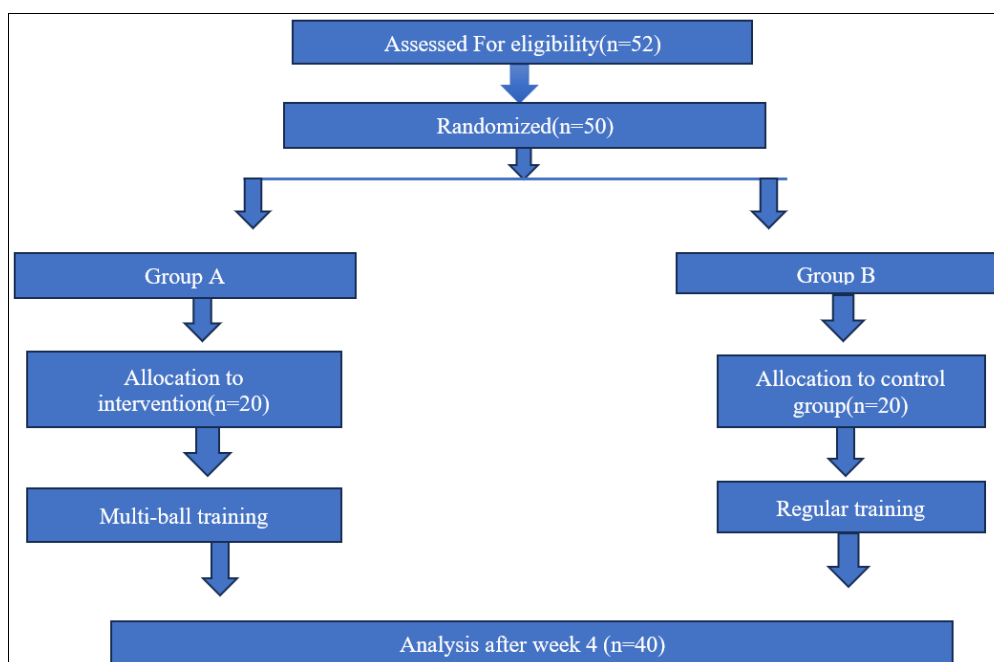 Assessed For eligibility(n=52)
Randomized(n=50)
Group A
Group B
Allocation to
intervention(n=20)
Allocation to control
group(n=20)
Multi-ball training
Regular training
Analysis after week 4 (n=40)